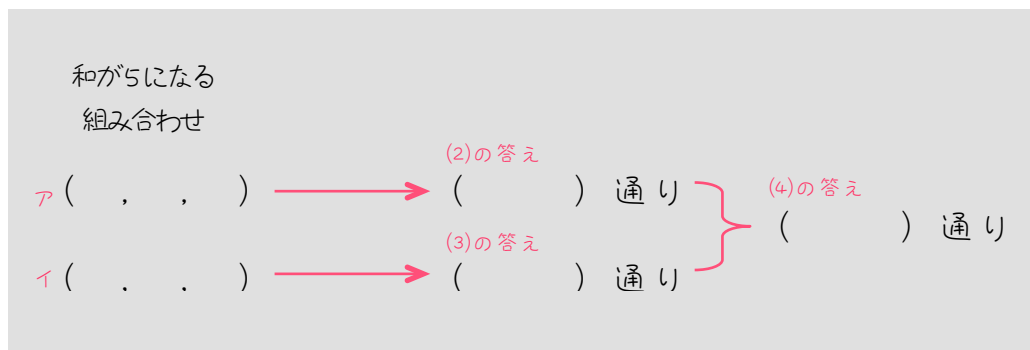 和が5になる
組み合わせ
(2)の答え
ア( , , ) ( ) 通り
(4)の答え
( ) 通り
(3)の答え
イ( , , ) ( ) 通り